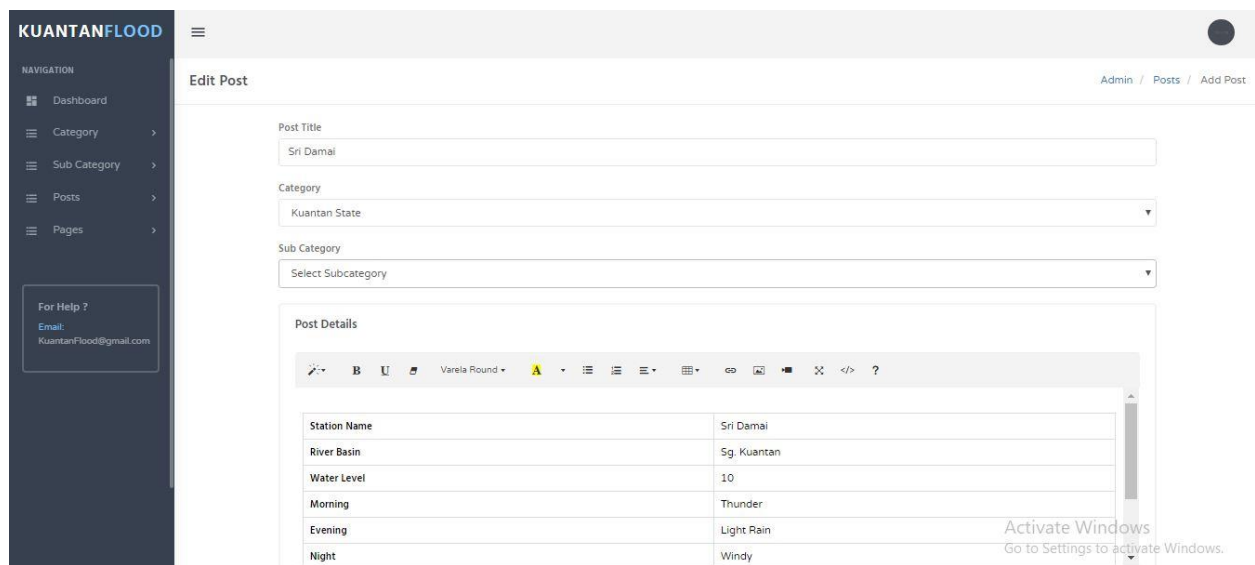 KUANTANFLOOD
NAVIGATION
Dashboard
Category
Sub Category
Posts
Pages
For Help ?
Email:
KuantanFlood@gmail.com
Edit Post
Admin / Posts / Add Post
Post Title
Sri Damai
Category
Kuantan State
Sub Category
Select Subcategory
Post Details
B U Varela Round A </> ?
Station Name Sri Damai
River Basin Sg. Kuantan
Water Level 10
Morning Thunder
Evening Light Rain
Night Windy
Activate Windows
Go to Settings to activate Windows.